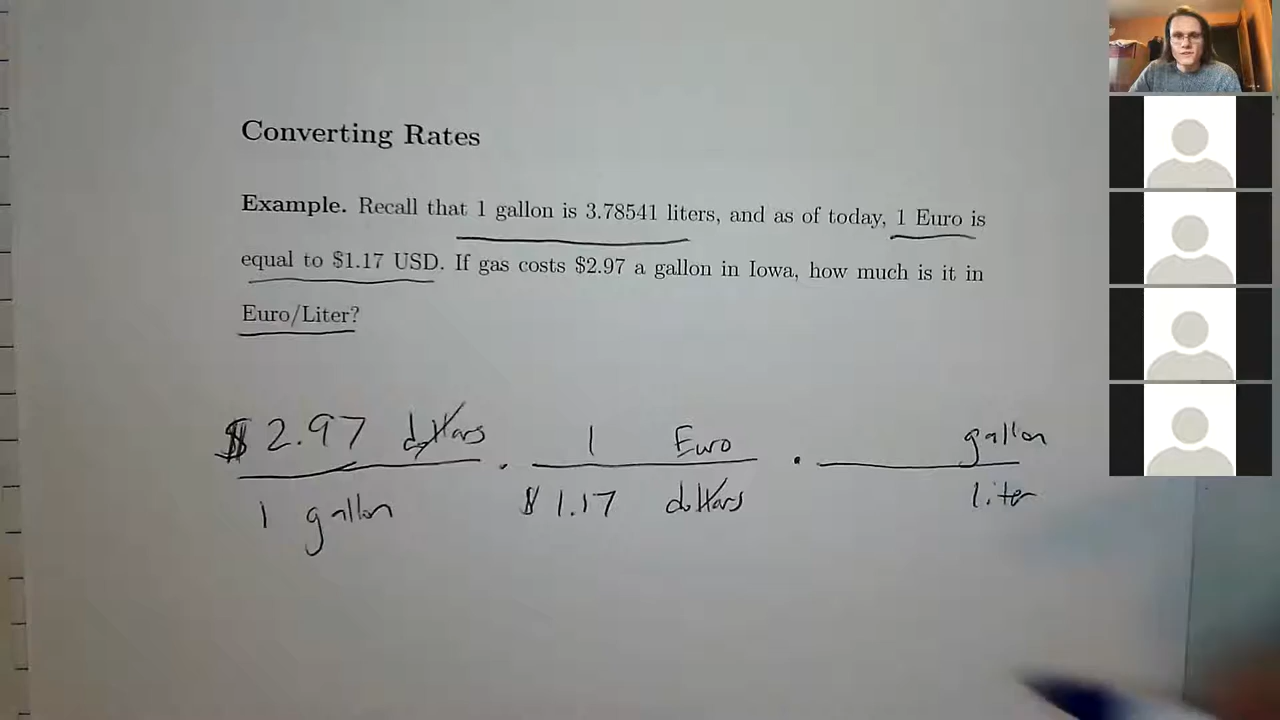 Converting Rates
Example. Recall that 1 gallon is 3.78541 liters, and as of today, 1 Euro is
equal to $1.17 USD. If gas costs $2.97 a gallon in Iowa, how much is it in
Euro/Liter?
$ 2.97 dollars · 1 Euro · gallon
1 gallon $ 1.17 dollars liter